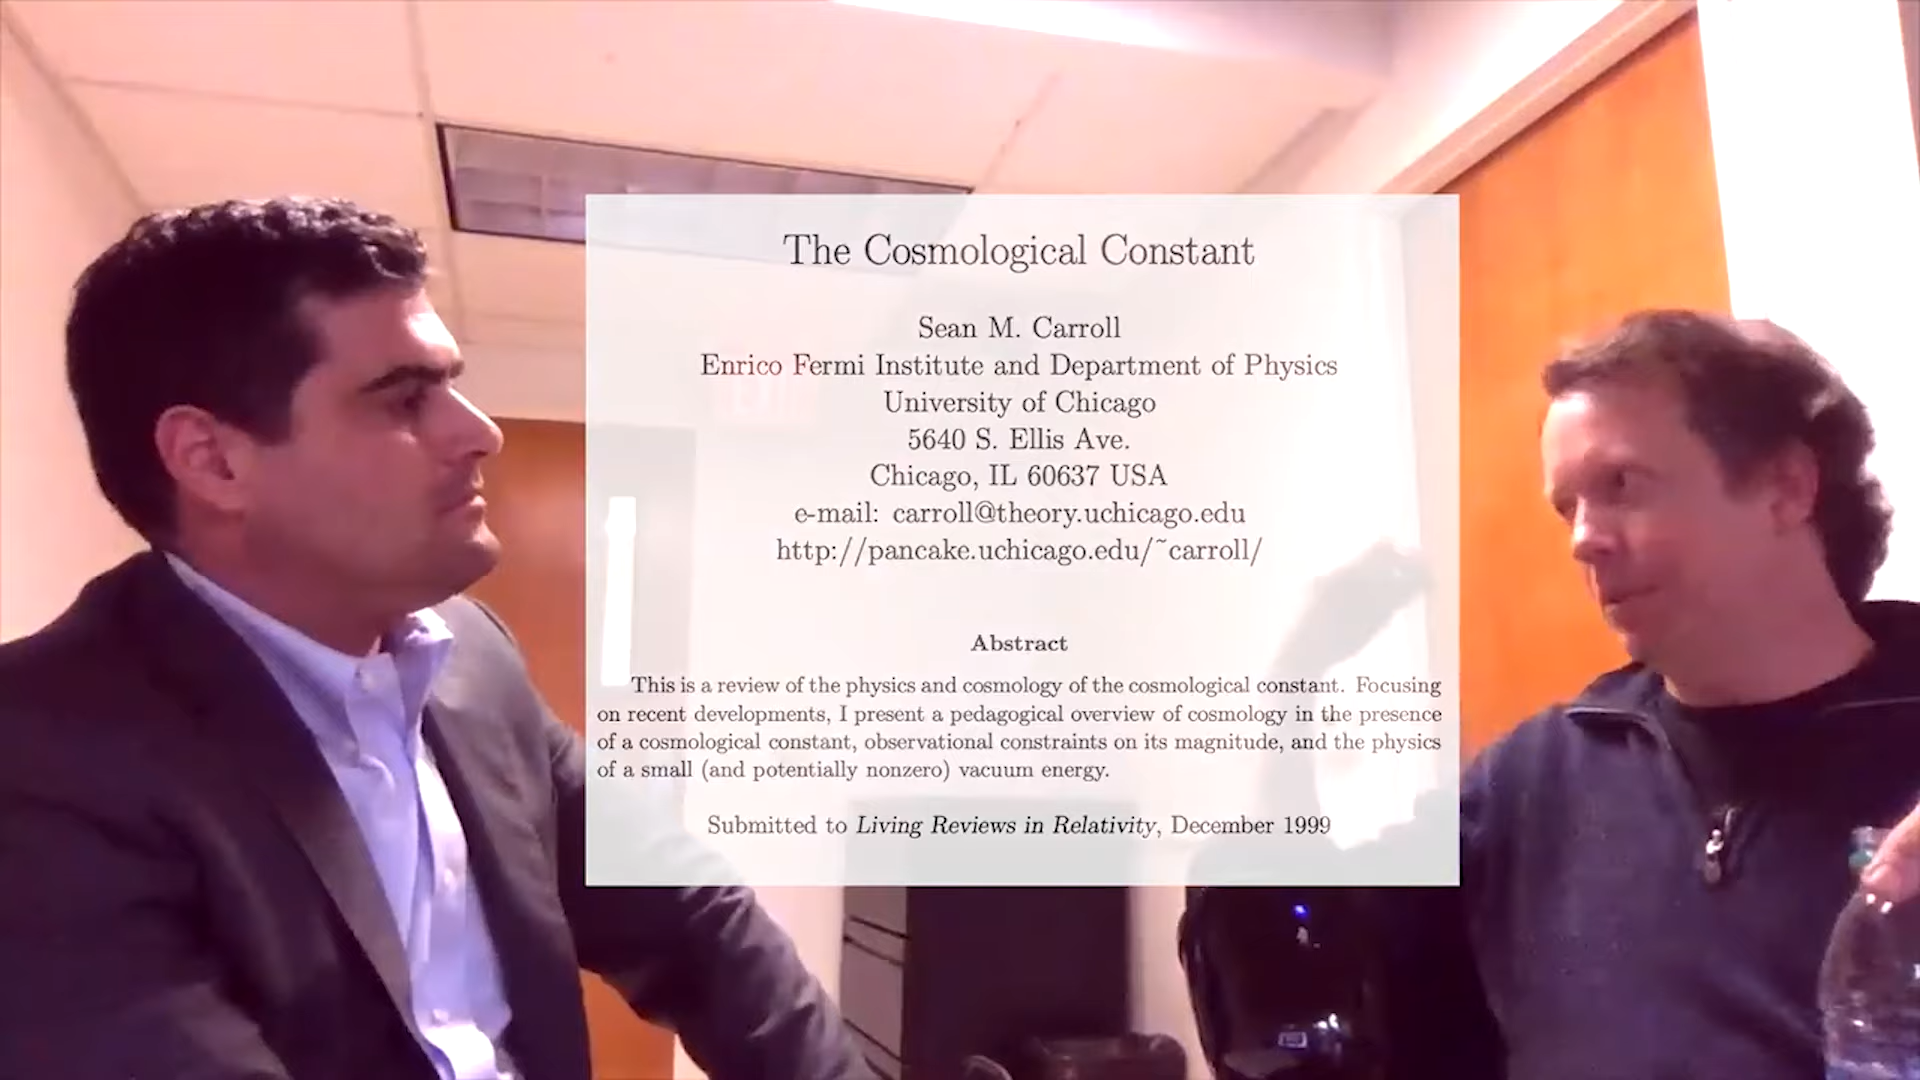 The Cosmological Constant
Sean M. Carroll
Enrico Fermi Institute and Department of Physics
University of Chicago
5640 S. Ellis Ave.
Chicago, IL 60637 USA
e-mail: carroll@theory.uchicago.edu
http://pancake.uchicago.edu/~carroll/
Abstract
This is a review of the physics and cosmology of the cosmological constant. Focusing
on recent developments, I present a pedagogical overview of cosmology in the presence
of a cosmological constant, observational constraints on its magnitude, and the physics
of a small (and potentially nonzero) vacuum energy.
Submitted to Living Reviews in Relativity, December 1999
EXIT